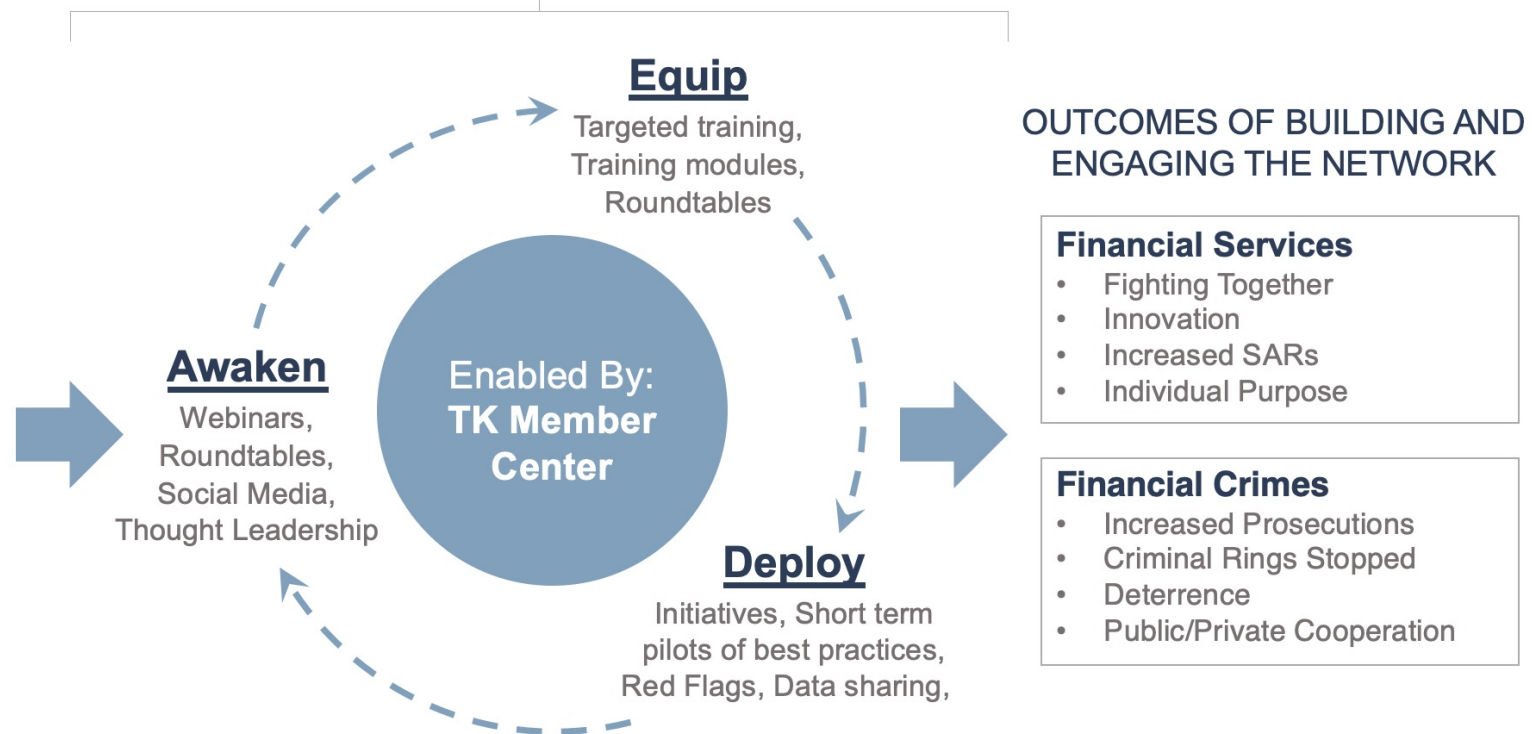 Equip
Targeted training,
Training modules,
Roundtables
Awaken
Webinars,
Roundtables,
Social Media,
Thought Leadership
Enabled By:
TK Member
Center
Deploy
Initiatives, Short term
pilots of best practices,
Red Flags, Data sharing,
OUTCOMES OF BUILDING AND
ENGAGING THE NETWORK
Financial Services
• Fighting Together
• Innovation
• Increased SARs
• Individual Purpose
Financial Crimes
• Increased Prosecutions
• Criminal Rings Stopped
• Deterrence
• Public/Private Cooperation